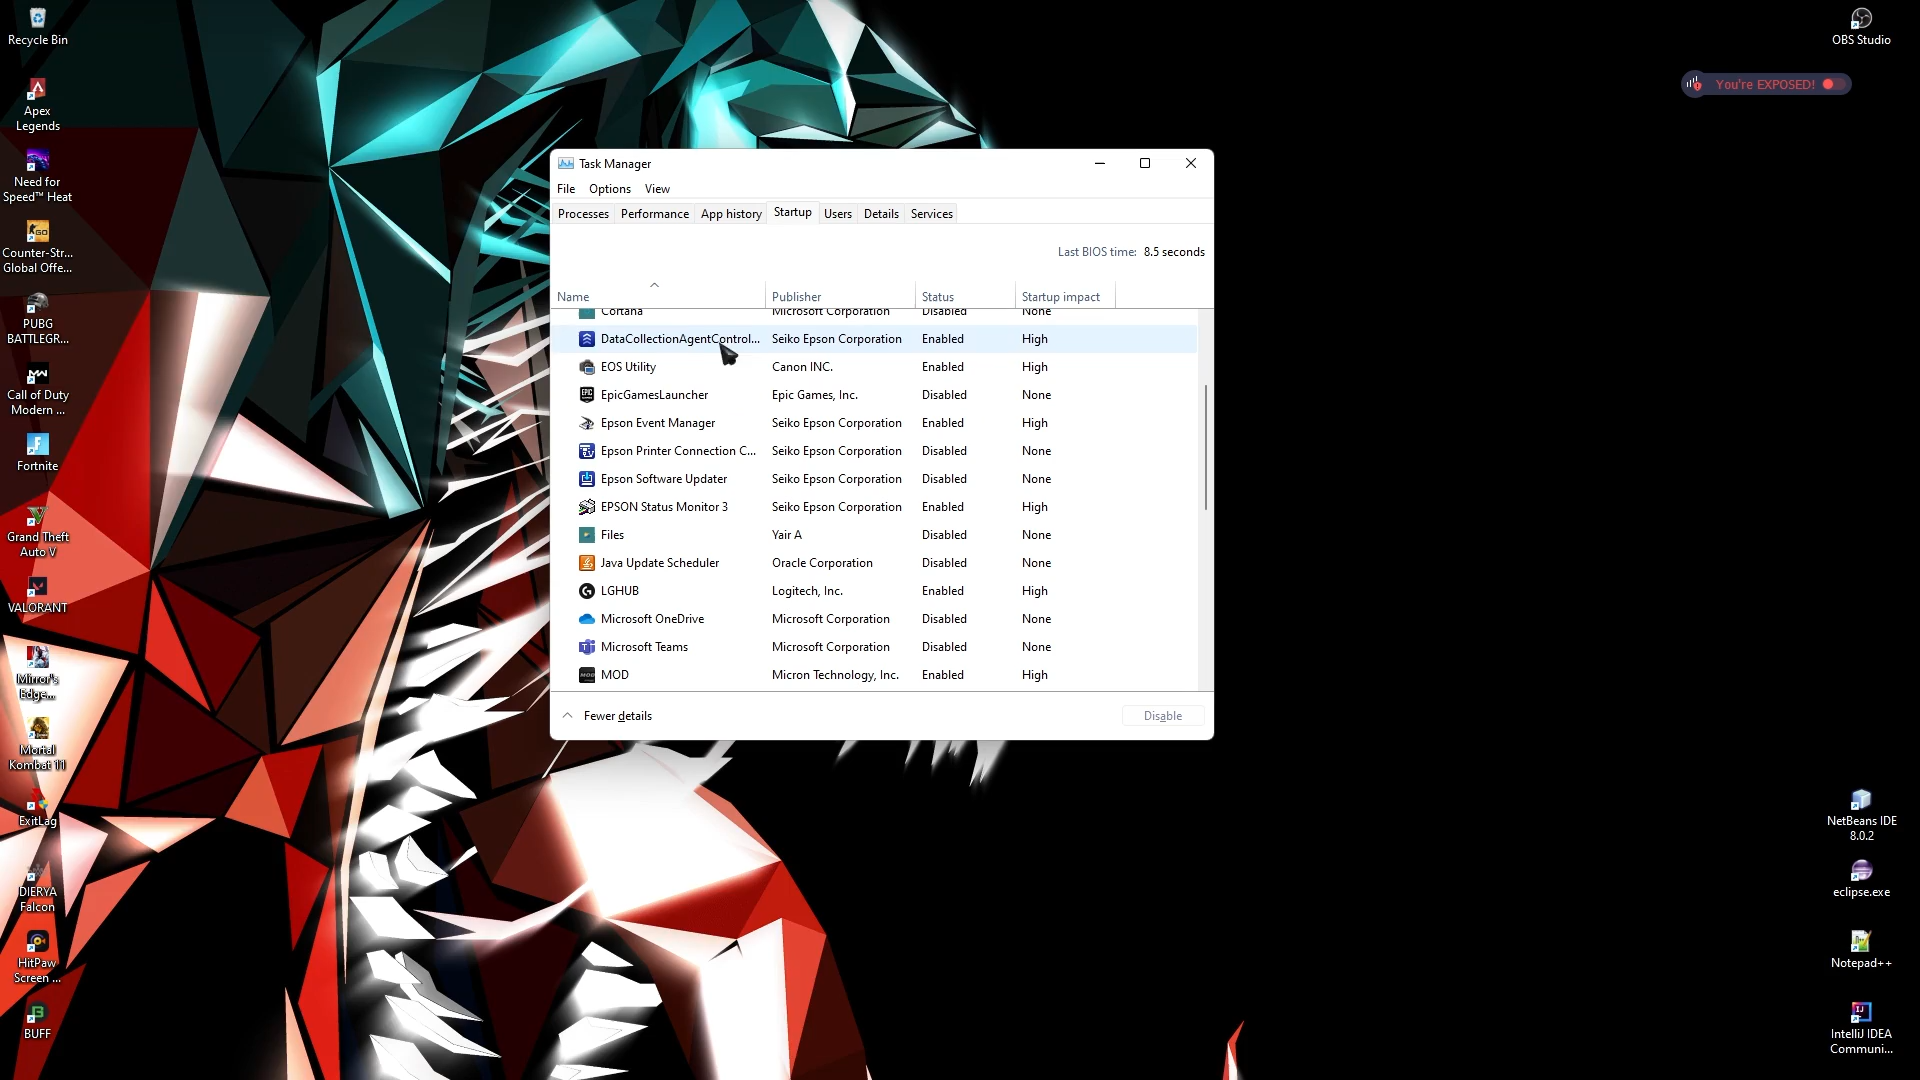 Recycle Bin
Apex
Legends
Need for
Speed™ Heat
Counter-Str...
Global Offe...
PUBG
BATTLEGR...
Call of Duty
Modern ...
Fortnite
Grand Theft
Auto V
VALORANT
Mirror's
Edge...
Mortal
Kombat 11
ExitLag
DIERYA
Falcon
HitPaw
Screen ...
BUFF
OBS Studio
You're EXPOSED!
Task Manager
File Options View
Processes Performance App history Startup Users Details Services
Last BIOS time: 8.5 seconds
Name Publisher Status Startup impact
Cortana Microsoft Corporation Disabled None
DataCollectionAgentControl... Seiko Epson Corporation Enabled High
EOS Utility Canon INC. Enabled High
EpicGamesLauncher Epic Games, Inc. Disabled None
Epson Event Manager Seiko Epson Corporation Enabled High
Epson Printer Connection C... Seiko Epson Corporation Disabled None
Epson Software Updater Seiko Epson Corporation Disabled None
EPSON Status Monitor 3 Seiko Epson Corporation Enabled High
Files Yair A Disabled None
Java Update Scheduler Oracle Corporation Disabled None
LGHUB Logitech, Inc. Enabled High
Microsoft OneDrive Microsoft Corporation Disabled None
Microsoft Teams Microsoft Corporation Disabled None
MOD Micron Technology, Inc. Enabled High
Fewer details Disable
NetBeans IDE
8.0.2
eclipse.exe
Notepad++
IntelliJ IDEA
Communi...